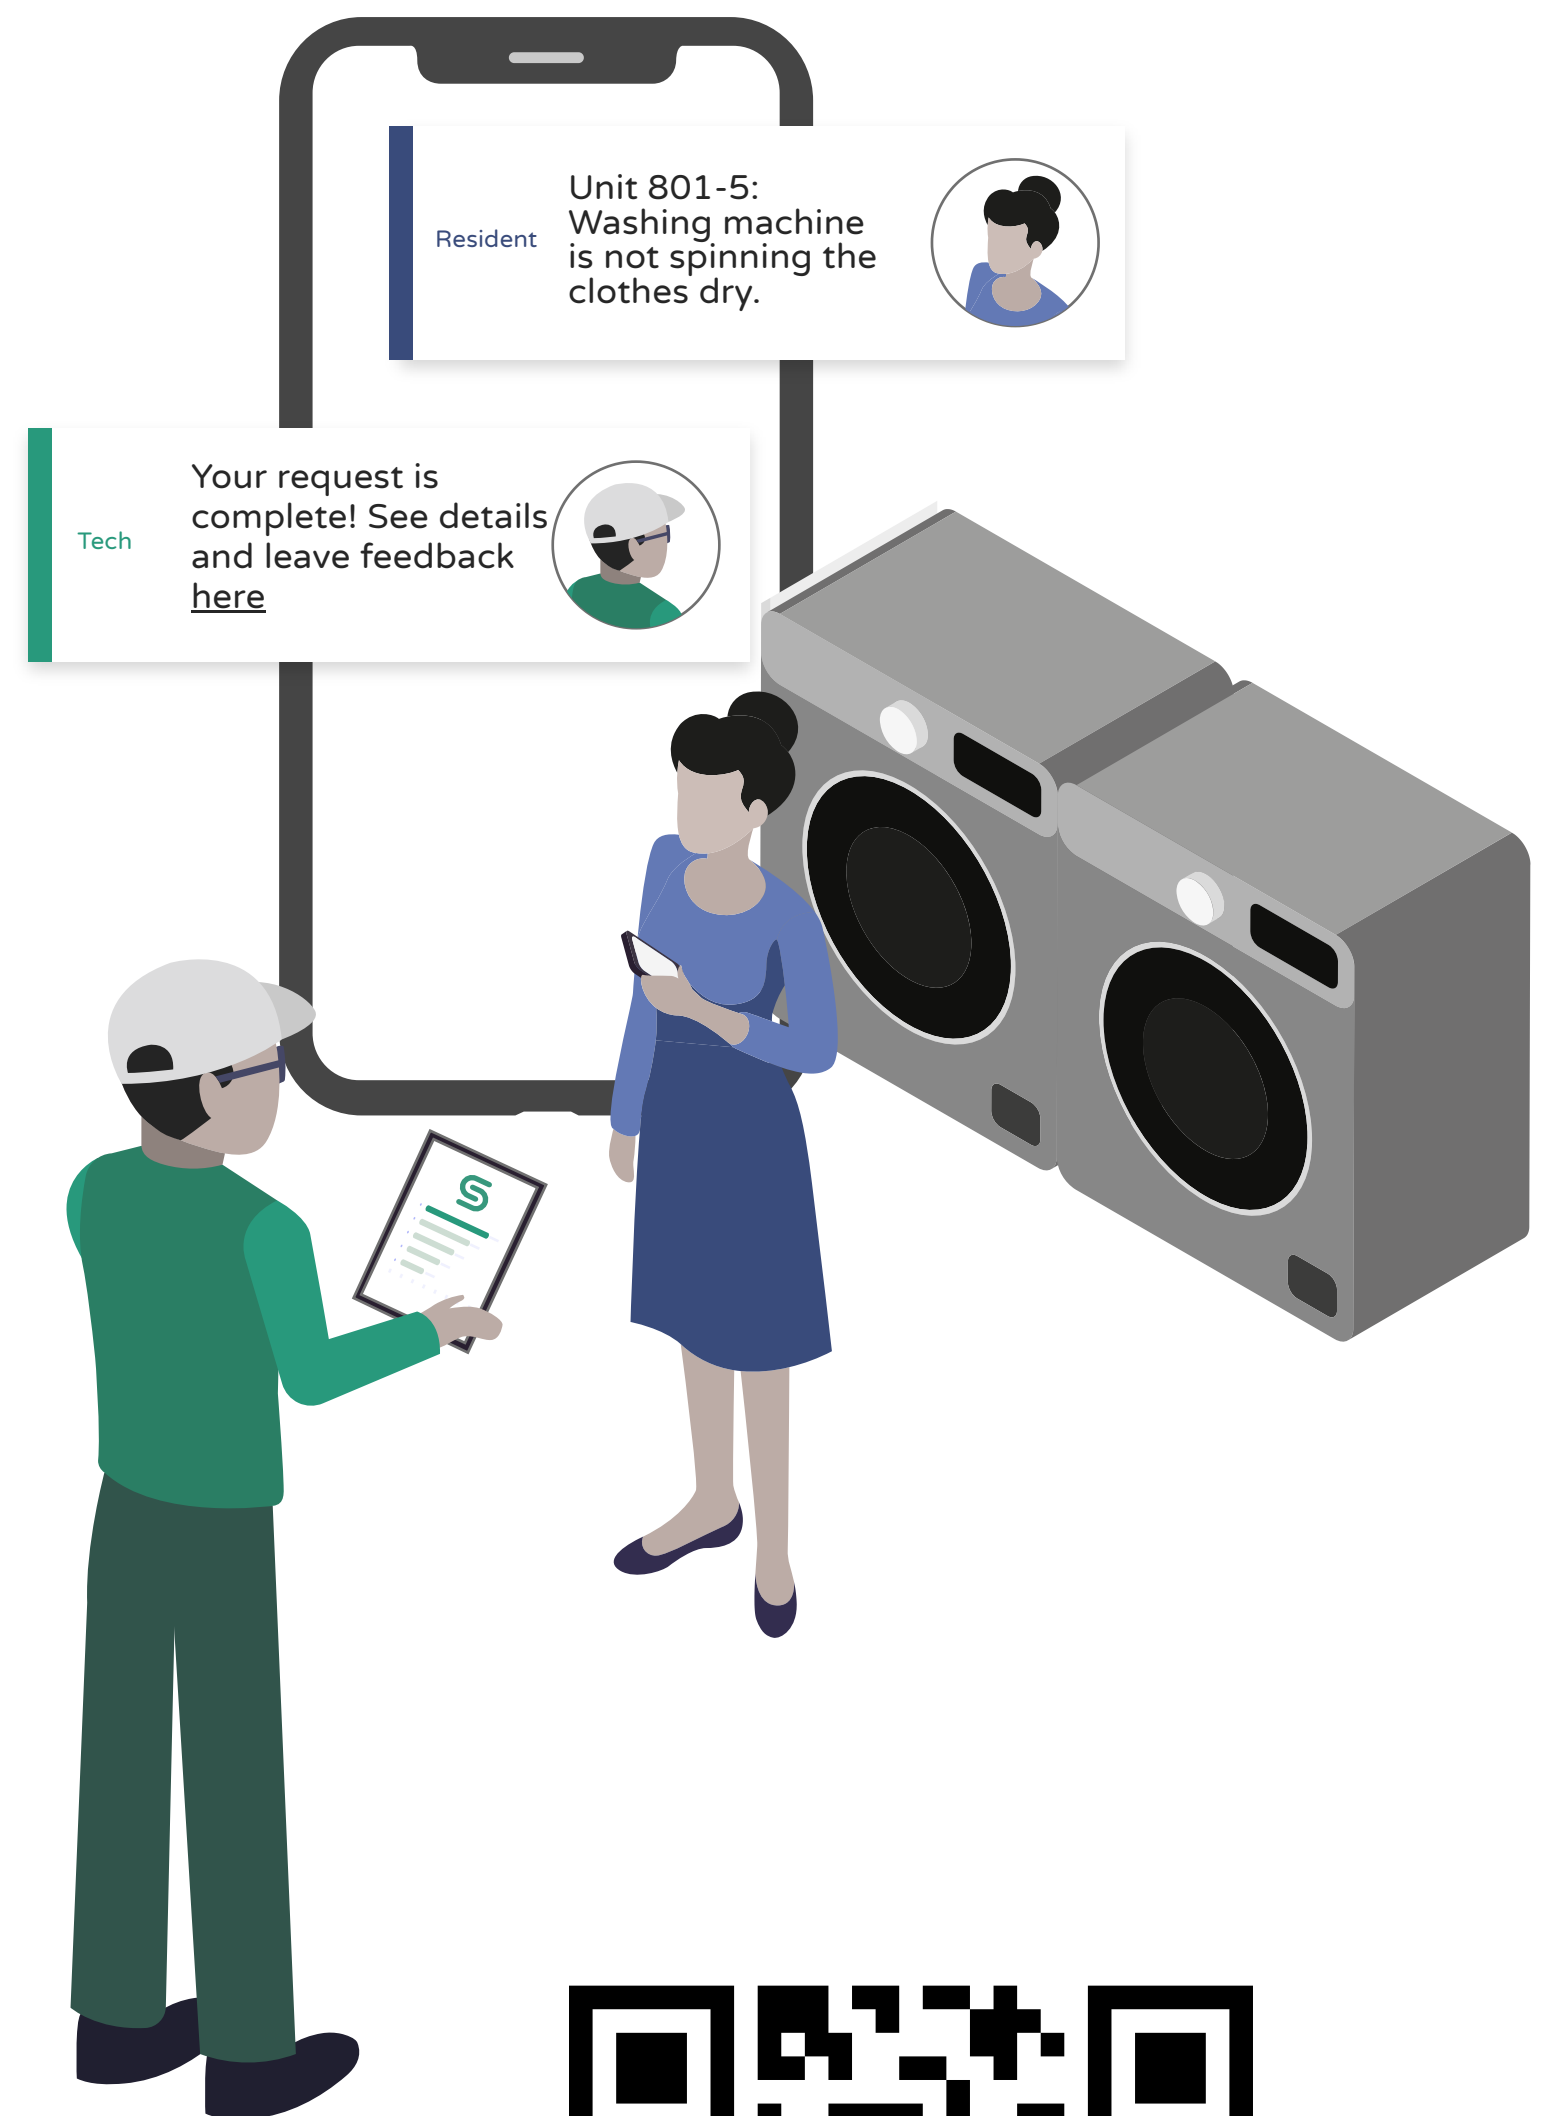 Unit 801-5:
Washing machine
is not spinning the
clothes dry.
Resident
Your request is
complete! See details
and leave feedback
here
Tech